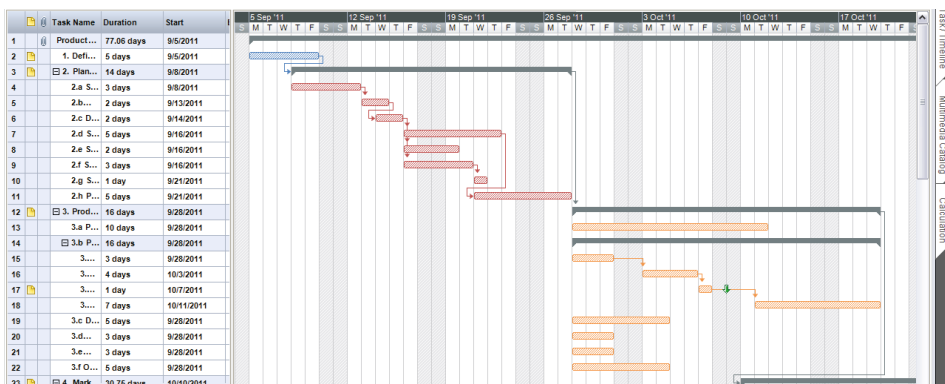 Task Name Duration Start
5 Sep '11 12 Sep '11 19 Sep '11 26 Sep '11 3 Oct '11 10 Oct '11 17 Oct '11
S M T W T F S S M T W T F S S M T W T F S S M T W T F S S M T W T F S S M T W T F S S M T W T F S
1 Product... 77.06 days 9/5/2011
2 1. Defi... 5 days 9/5/2011
3 2. Plan... 14 days 9/8/2011
4 2.a S... 3 days 9/8/2011
5 2.b... 2 days 9/13/2011
6 2.c D... 2 days 9/14/2011
7 2.d S... 5 days 9/16/2011
8 2.e S... 2 days 9/16/2011
9 2.f S... 3 days 9/16/2011
10 2.g S... 1 day 9/21/2011
11 2.h P... 5 days 9/21/2011
12 3. Prod... 16 days 9/28/2011
13 3.a P... 10 days 9/28/2011
14 3.b P... 16 days 9/28/2011
15 3.... 3 days 9/28/2011
16 3.... 4 days 10/3/2011
17 3.... 1 day 10/7/2011
18 3.... 7 days 10/11/2011
19 3.c D... 5 days 9/28/2011
20 3.d... 3 days 9/28/2011
21 3.e... 3 days 9/28/2011
22 3.f O... 5 days 9/28/2011
23 4. Mark... 30.75 days 10/10/2011
Task/Timeline
Multimedia Catalog
Calculation